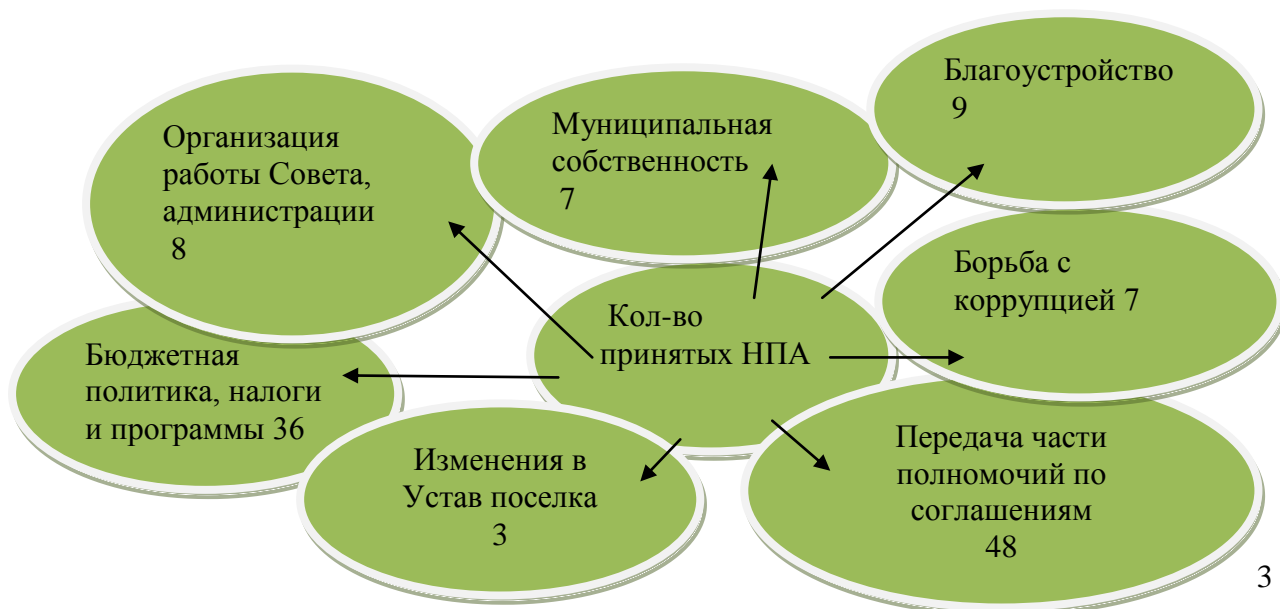 Благоустройство
9
Организация
работы Совета,
администрации
8
Муниципальная
собственность
7
Борьба с
коррупцией 7
Кол-во
принятых НПА
Бюджетная
политика, налоги
и программы 36
Изменения в
Устав поселка
3
Передача части
полномочий по
соглашениям
48
3